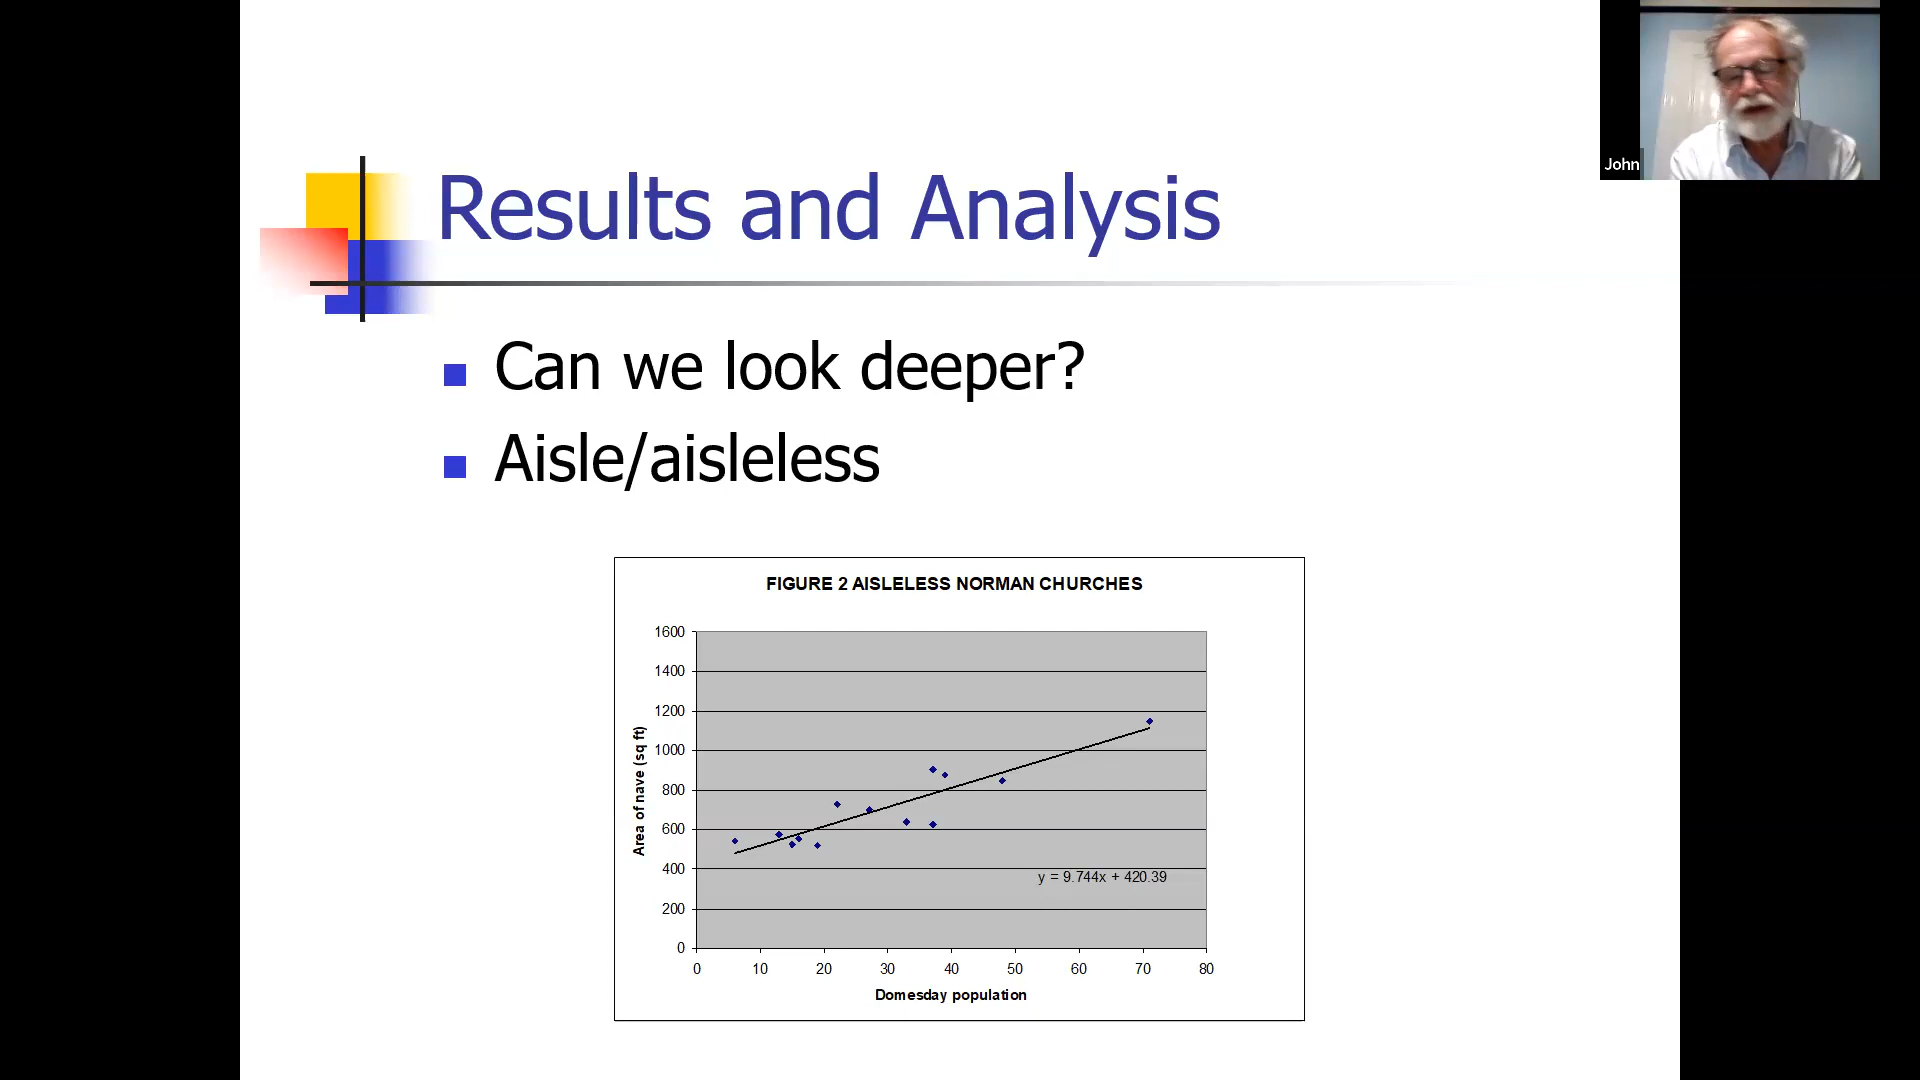 John
Results and Analysis
Can we look deeper?
Aisle/aisleless
FIGURE 2 AISLELESS NORMAN CHURCHES
1600
1400
1200
1000
800
600
400
200
0
Area of nave (sq ft)
y = 9.744x + 420.39
0 10 20 30 40 50 60 70 80
Domesday population